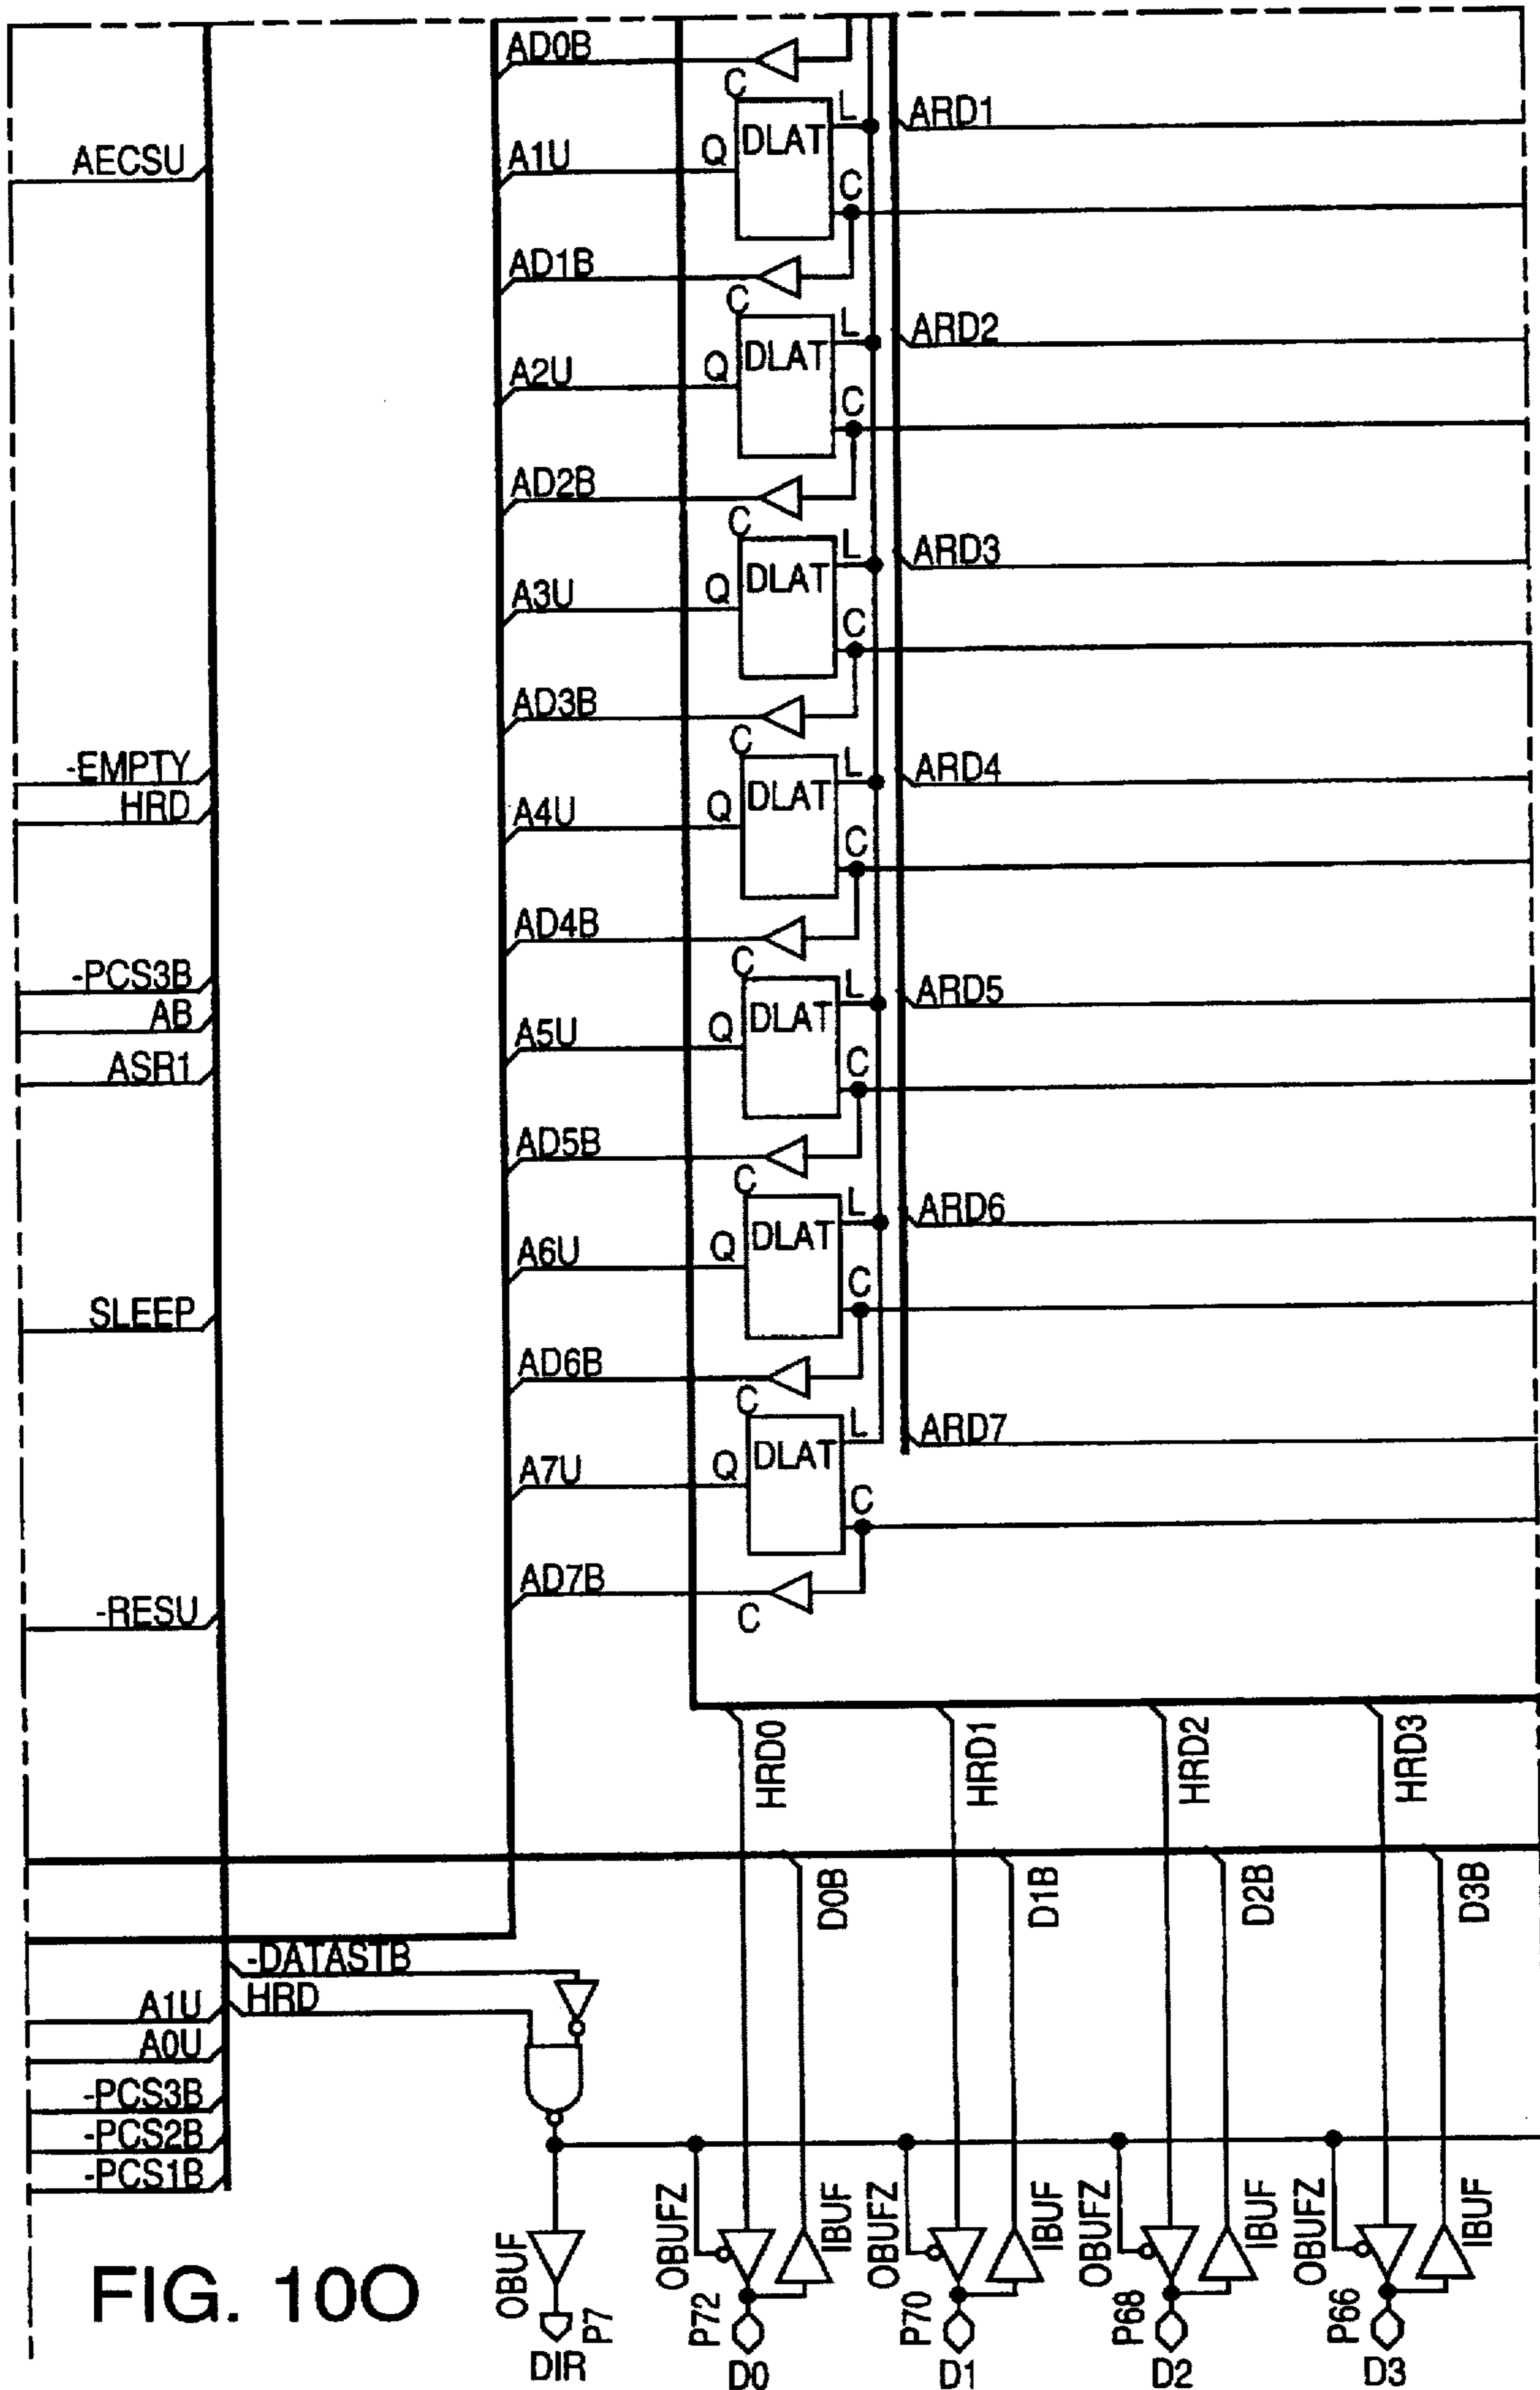 AD0B
C
L
ARD1
DLAT
AECSU
A1U
Q
C
AD1B
C
L
ARD2
DLAT
A2U
Q
C
AD2B
C
L
ARD3
DLAT
A3U
Q
C
AD3B
C
L
ARD4
-EMPTY
DLAT
HRD
A4U
Q
C
AD4B
C
L
ARD5
-PCS3B
DLAT
AB
A5U
Q
C
ASR1
AD5B
C
L
ARD6
DLAT
A6U
Q
C
SLEEP
AD6B
C
L
ARD7
DLAT
A7U
Q
C
AD7B
C
-RESU
HRD0
HRD1
HRD2
HRD3
D0B
D1B
D2B
D3B
-DATASTB
HRD
A1U
A0U
-PCS3B
-PCS2B
-PCS1B
OBUF
OBUFZ
IBUF
OBUFZ
IBUF
OBUFZ
IBUF
OBUFZ
IBUF
P7
P72
P70
P68
P66
DIR
D0
D1
D2
D3
FIG. 10O